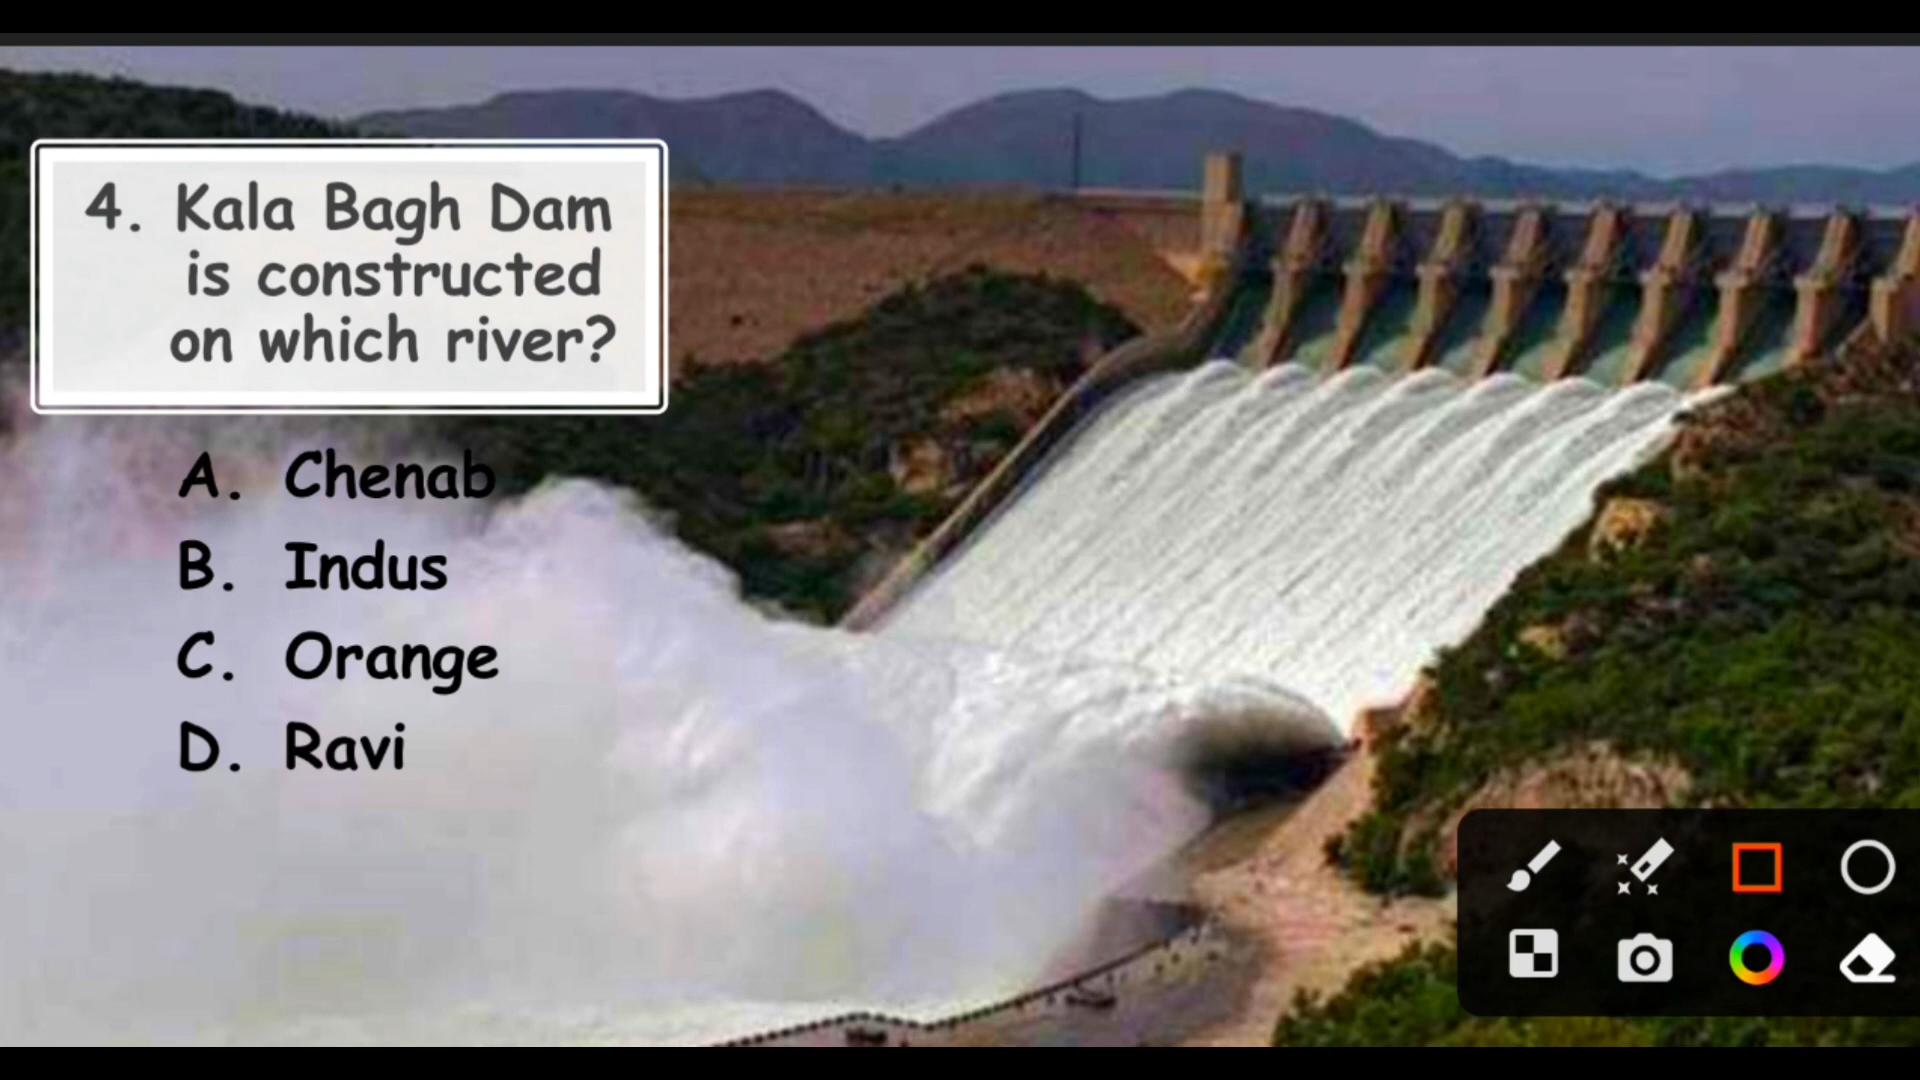 4. Kala Bagh Dam
is constructed
on which river?
A. Chenab
B. Indus
C. Orange
D. Ravi